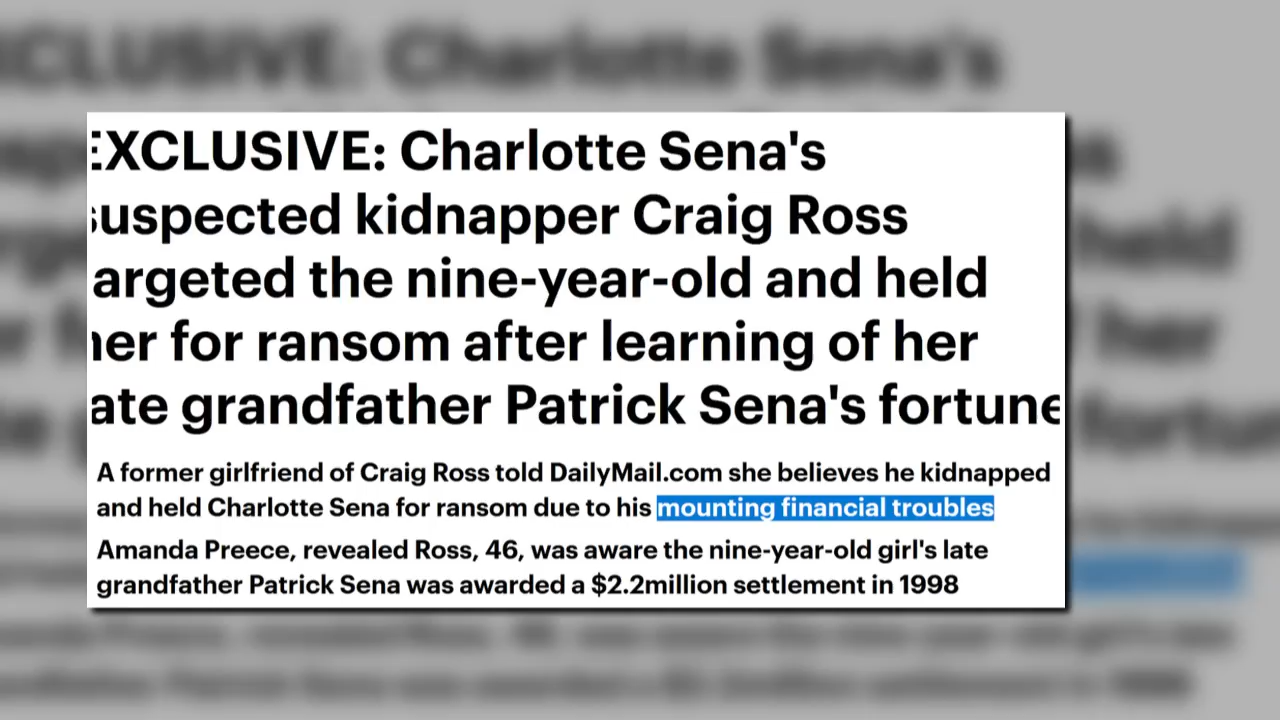 EXCLUSIVE: Charlotte Sena's
suspected kidnapper Craig Ross
argeted the nine-year-old and held
her for ransom after learning of her
ate grandfather Patrick Sena's fortune
A former girlfriend of Craig Ross told DailyMail.com she believes he kidnapped
and held Charlotte Sena for ransom due to his mounting financial troubles
Amanda Preece, revealed Ross, 46, was aware the nine-year-old girl's late
grandfather Patrick Sena was awarded a $2.2million settlement in 1998